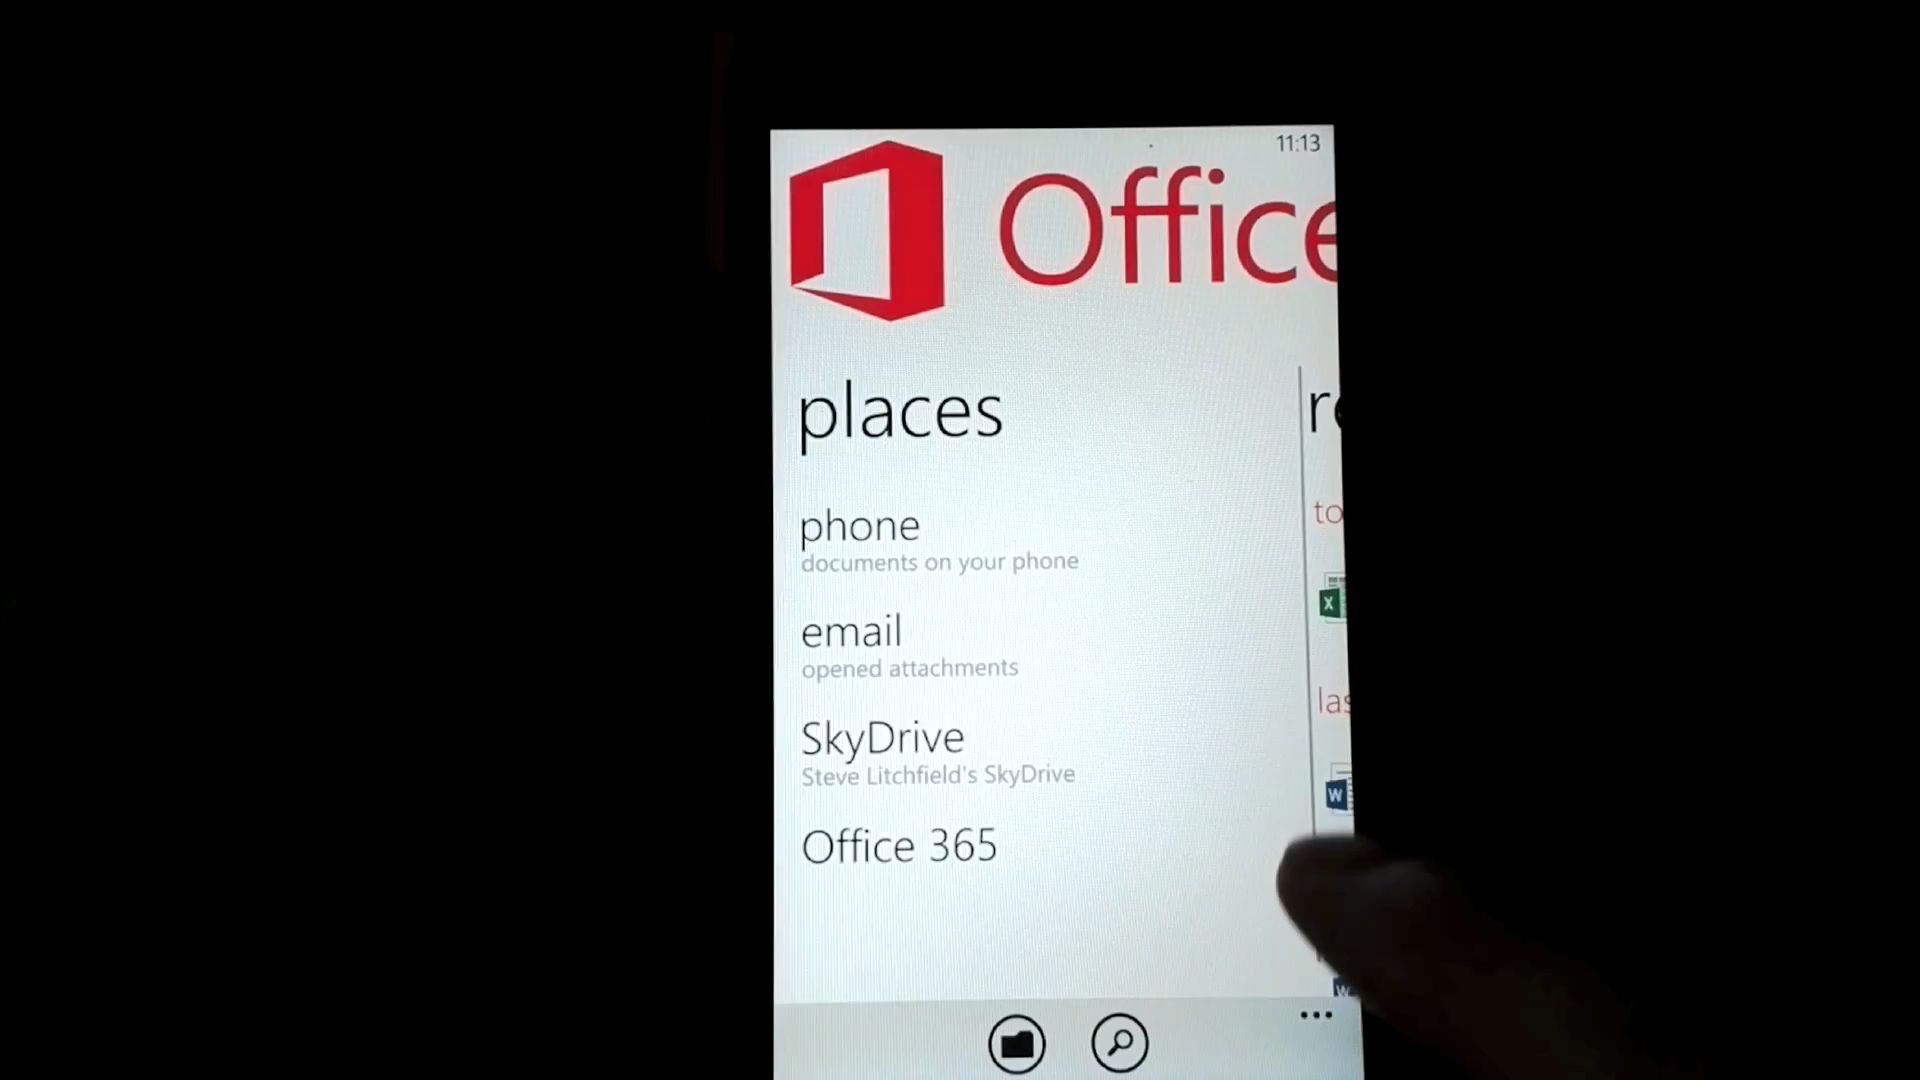 11:13
Office
places
phone
documents on your phone
email
opened attachments
SkyDrive
Steve Litchfield's SkyDrive
Office 365